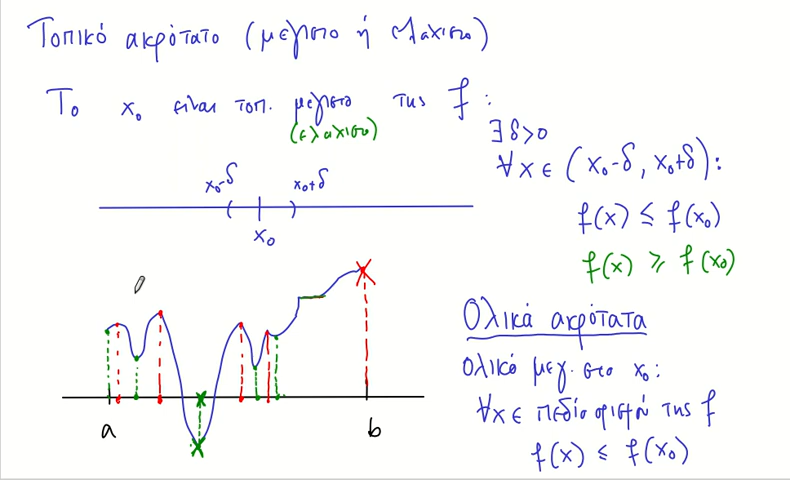 Τοπικό ακρότατο (μέγιστο ή ελάχιστο)
Το x₀ είναι τοπ. μέγιστο της f:
(ελάχιστο)
∃δ>0
∀x ∈ (x₀-δ, x₀+δ):
x₀-δ x₀+δ
x₀
f(x) ≤ f(x₀)
f(x) ≥ f(x₀)
Ολικά ακρότατα
Ολικό μεγ. στο x₀:
∀x ∈ πεδίο ορισμού της f
f(x) ≤ f(x₀)
a b